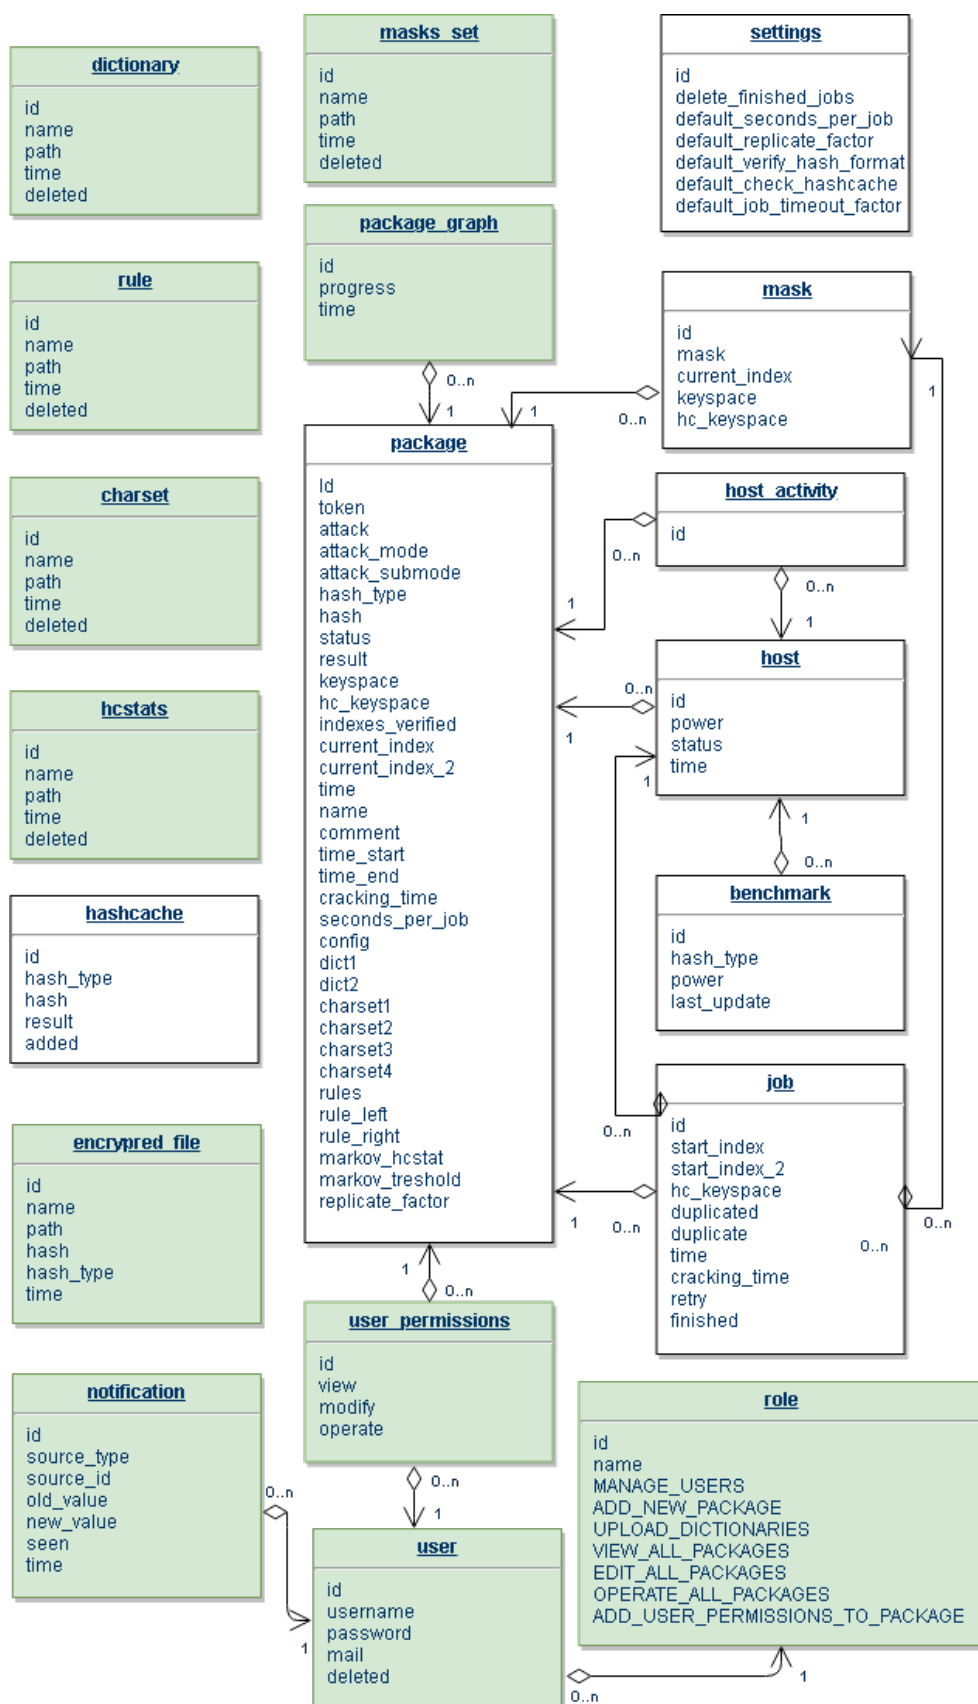 dictionary
id
name
path
time
deleted
masks_set
id
name
path
time
deleted
settings
id
delete_finished_jobs
default_seconds_per_job
default_replicate_factor
default_verify_hash_format
default_check_hashcache
default_job_timeout_factor
package_graph
id
progress
time
0..n
1
rule
id
name
path
time
deleted
mask
id
mask
current_index
keyspace
hc_keyspace
1
0..n
1
package
Id
token
attack
attack_mode
attack_submode
hash_type
hash
status
result
keyspace
hc_keyspace
indexes_verified
current_index
current_index_2
time
name
comment
time_start
time_end
cracking_time
seconds_per_job
config
dict1
dict2
charset1
charset2
charset3
charset4
rules
rule_left
rule_right
markov_hcstat
markov_treshold
replicate_factor
charset
id
name
path
time
deleted
host_activity
id
0..n
1
0..n
1
host
id
power
status
time
0..n
1
1
hcstats
id
name
path
time
deleted
1
0..n
benchmark
id
hash_type
power
last_update
hashcache
id
hash_type
hash
result
added
job
id
start_index
start_index_2
hc_keyspace
duplicated
duplicate
time
cracking_time
retry
finished
0..n
1
0..n
0..n
0..n
encrypred_file
id
name
path
hash
hash_type
time
1
0..n
user_permissions
id
view
modify
operate
0..n
1
notification
id
source_type
source_id
old_value
new_value
seen
time
0..n
1
role
id
name
MANAGE_USERS
ADD_NEW_PACKAGE
UPLOAD_DICTIONARIES
VIEW_ALL_PACKAGES
EDIT_ALL_PACKAGES
OPERATE_ALL_PACKAGES
ADD_USER_PERMISSIONS_TO_PACKAGE
user
id
username
password
mail
deleted
0..n
1